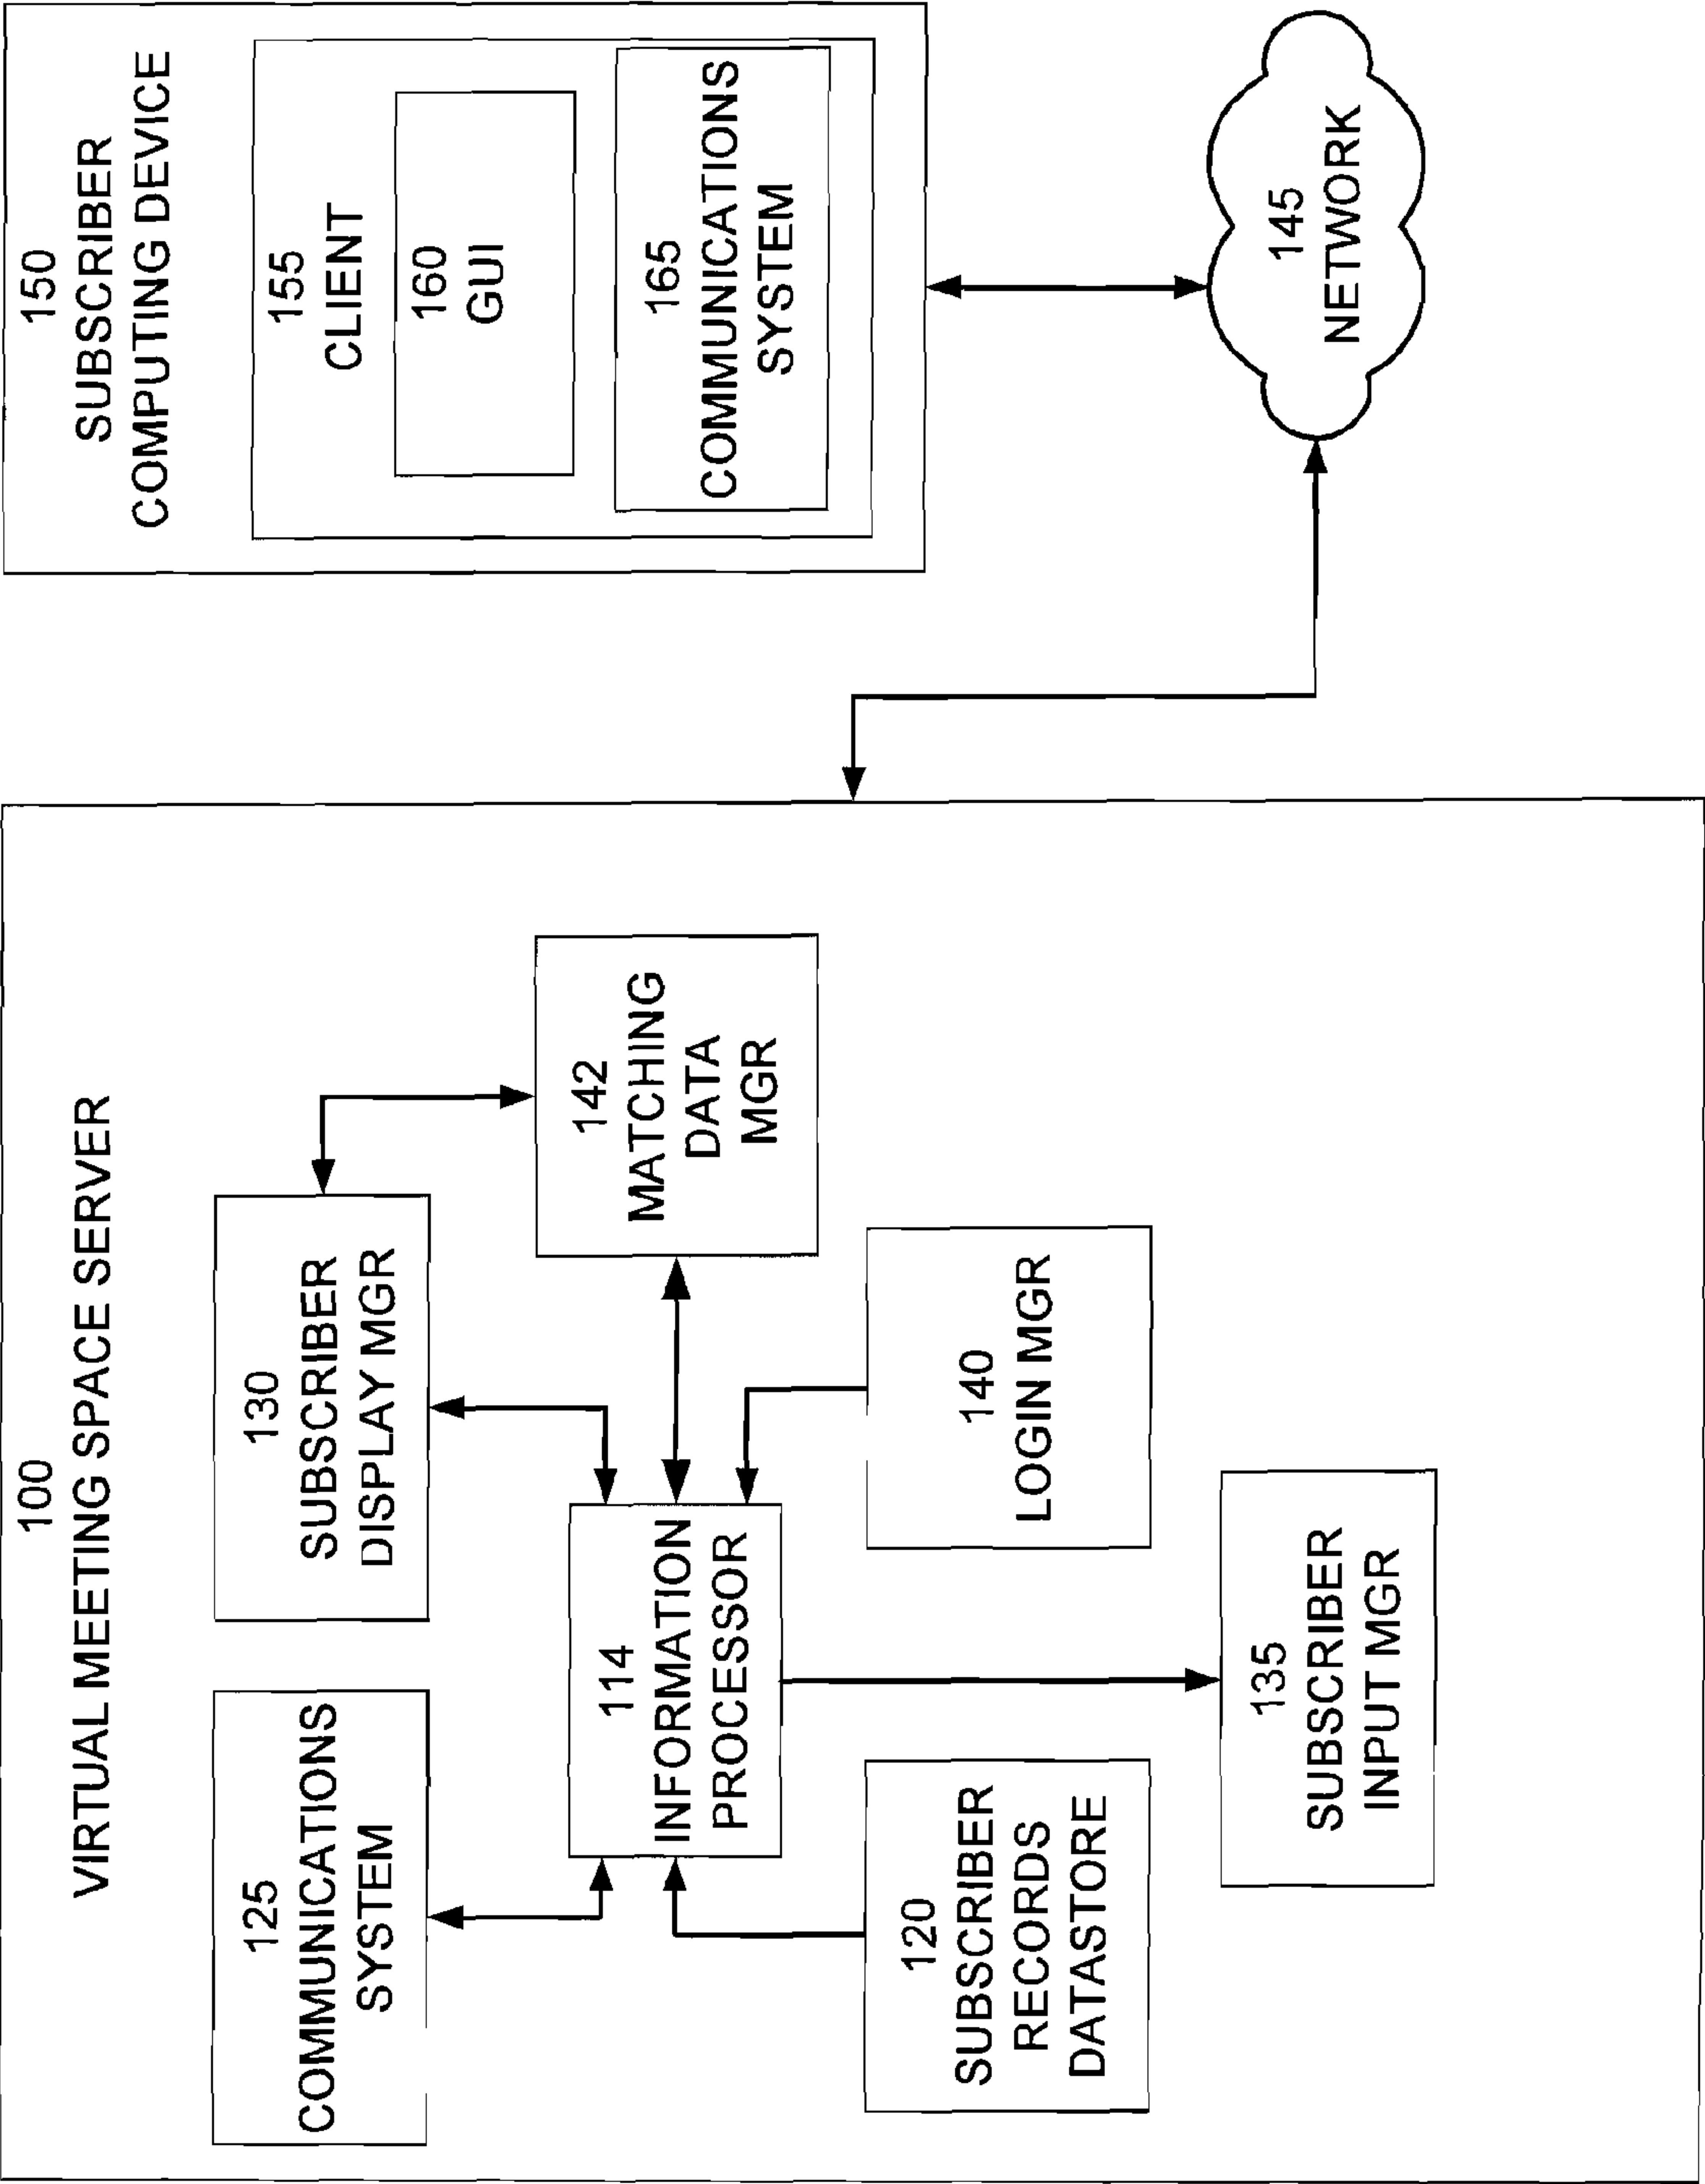 100
VIRTUAL MEETING SPACE SERVER
125
COMMUNICATIONS
SYSTEM
130
SUBSCRIBER
DISPLAY MGR
114
INFORMATION
PROCESSOR
142
MATCHING
DATA
MGR
120
SUBSCRIBER
RECORDS
DATASTORE
140
LOGIN MGR
135
SUBSCRIBER
INPUT MGR
150
SUBSCRIBER
COMPUTING DEVICE
155
CLIENT
160
GUI
165
COMMUNICATIONS
SYSTEM
145
NETWORK